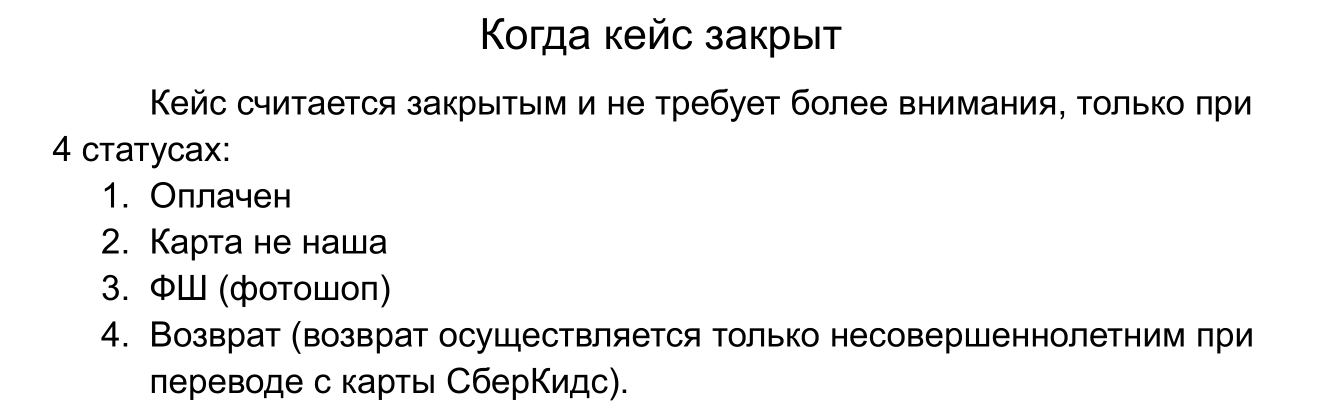 Когда кейс закрыт
Кейс считается закрытым и не требует более внимания, только при
4 статусах:
1. Оплачен
2. Карта не наша
3. ФШ (фотошоп)
4. Возврат (возврат осуществляется только несовершеннолетним при
переводе с карты СберКидс).